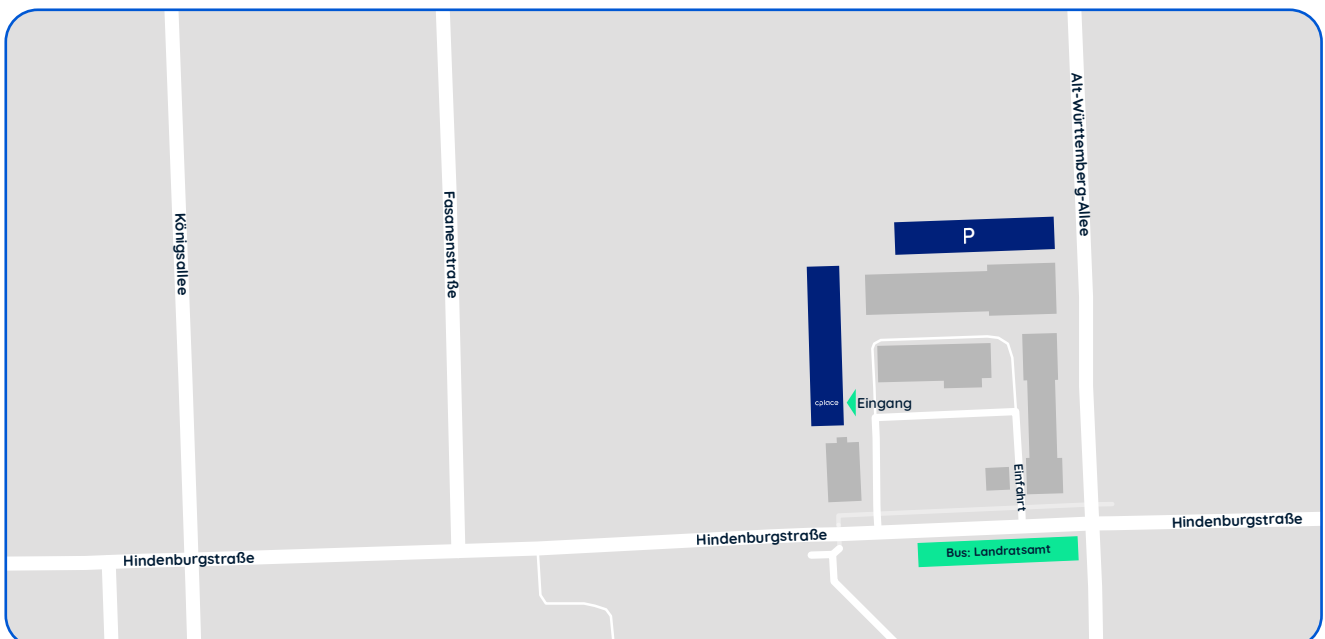 Alt-Württemberg-Allee
Königsallee
Fasanenstraße
P
cplace
Eingang
Einfahrt
Hindenburgstraße
Hindenburgstraße
Hindenburgstraße
Bus: Landratsamt